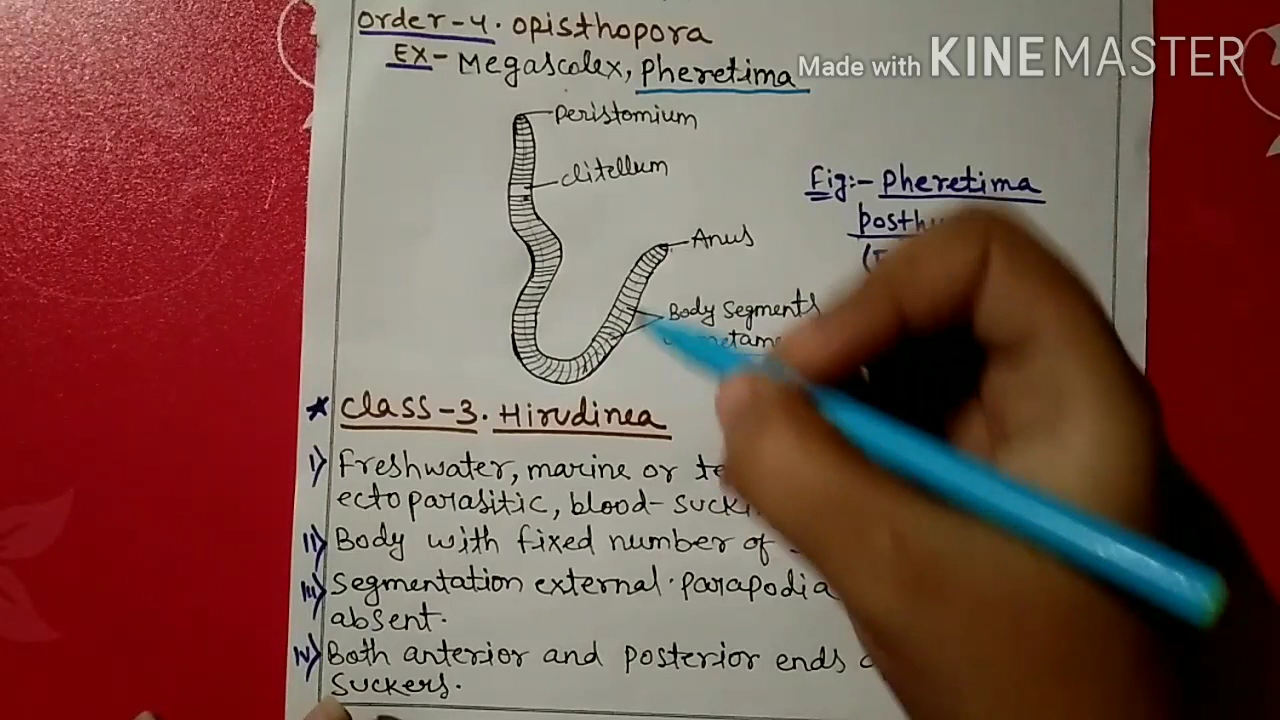 Order-4. Opisthopora
Ex- Megascolex, Pheretima
Made with KINEMASTER
Peristomium
clitellum
Fig:- Pheretima
Anus
Body Segments
★ Class-3. Hirudinea
I) Freshwater, marine or
ectoparasitic, blood-
II) Body with fixed number of
III) Segmentation external. parapodia
absent.
IV) Both anterior and posterior ends
suckers.